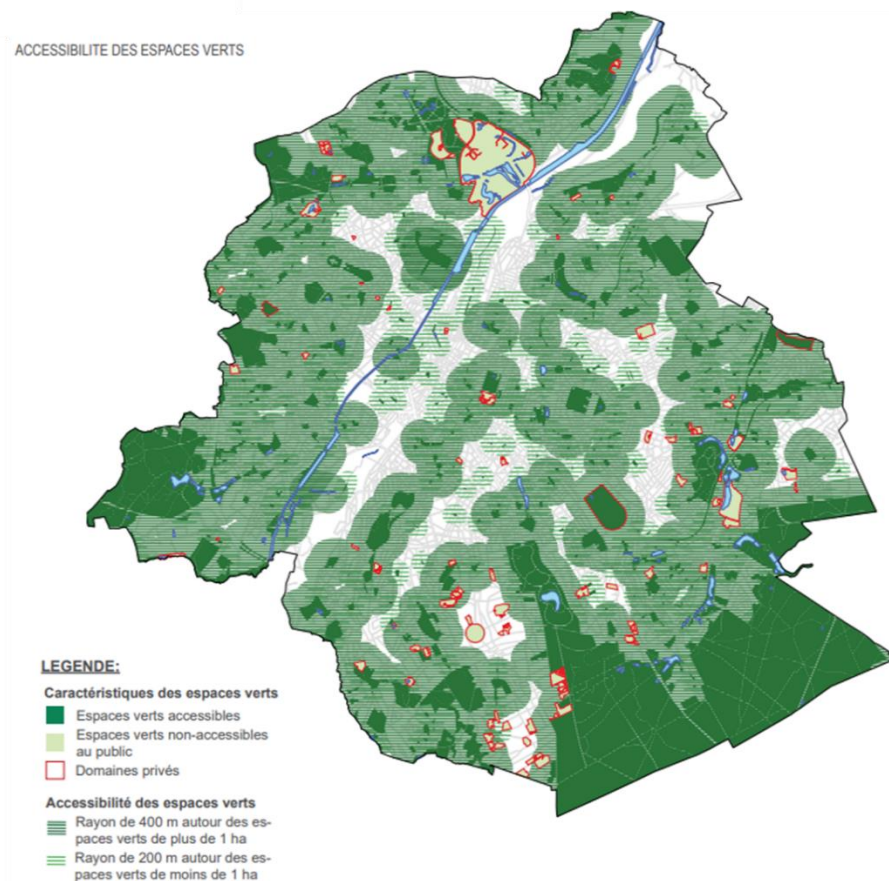 ACCESSIBILITE DES ESPACES VERTS
LEGENDE:
Caractéristiques des espaces verts
Espaces verts accessibles
Espaces verts non-accessibles
au public
Domaines privés
Accessibilité des espaces verts
Rayon de 400 m autour des es-
paces verts de plus de 1 ha
Rayon de 200 m autour des es-
paces verts de moins de 1 ha